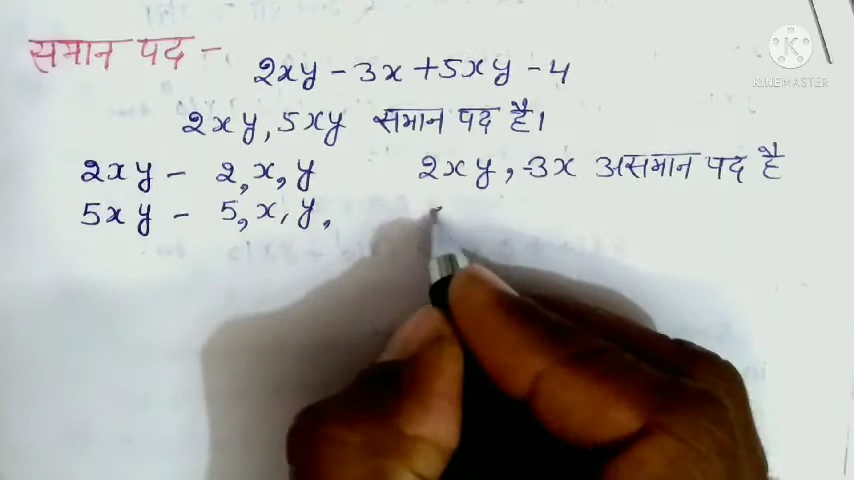 समान पद -
2xy - 3x + 5xy - 4
2xy, 5xy समान पद है।
2xy - 2, x, y 2xy, -3x असमान पद है
5xy - 5, x, y,
K
KINEMASTER